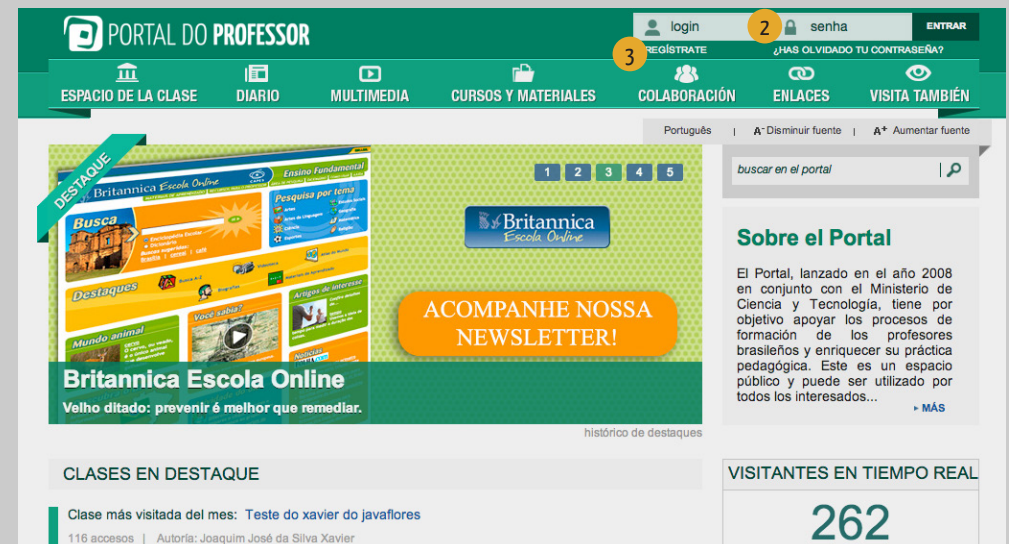 PORTAL DO PROFESSOR
login
2
senha
ENTRAR
3
REGÍSTRATE
¿HAS OLVIDADO TU CONTRASEÑA?
ESPACIO DE LA CLASE
DIARIO
MULTIMEDIA
CURSOS Y MATERIALES
COLABORACIÓN
ENLACES
VISITA TAMBIÉN
Português | A- Disminuir fuente | A+ Aumentar fuente
DESTAQUE
Britannica Escola Online
Ensino Fundamental
Busca
Pesquisa por tema
Destaques
Busca A-Z
Biografias
Artigos de interesse
Você sabia?
Mundo animal
Notícias
1 2 3 4 5
Britannica
Escola Online
ACOMPANHE NOSSA
NEWSLETTER!
Britannica Escola Online
Velho ditado: prevenir é melhor que remediar.
histórico de destaques
buscar en el portal
Sobre el Portal
El Portal, lanzado en el año 2008
en conjunto con el Ministerio de
Ciencia y Tecnología, tiene por
objetivo apoyar los procesos de
formación de los profesores
brasileños y enriquecer su práctica
pedagógica. Este es un espacio
público y puede ser utilizado por
todos los interesados...
MÁS
CLASES EN DESTAQUE
Clase más visitada del mes: Teste do xavier do javaflores
116 accesos | Autoría: Joaquim José da Silva Xavier
VISITANTES EN TIEMPO REAL
262